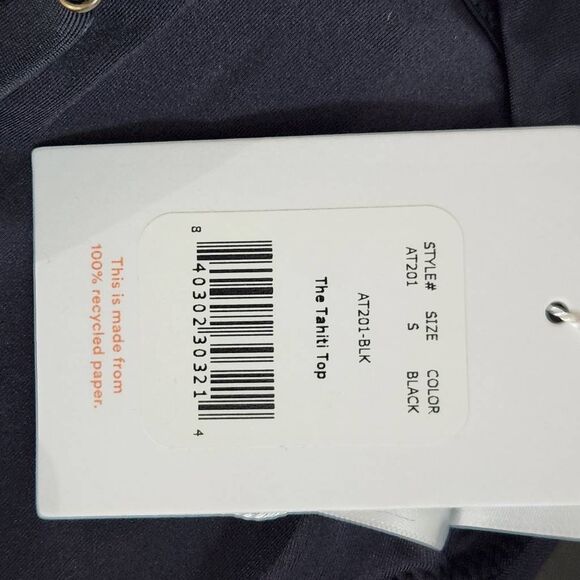 STYLE# SIZE COLOR
AT201 S BLACK
AT201-BLK
The Tahiti Top
8 40302 30321 4
This is made from
100% recycled paper.